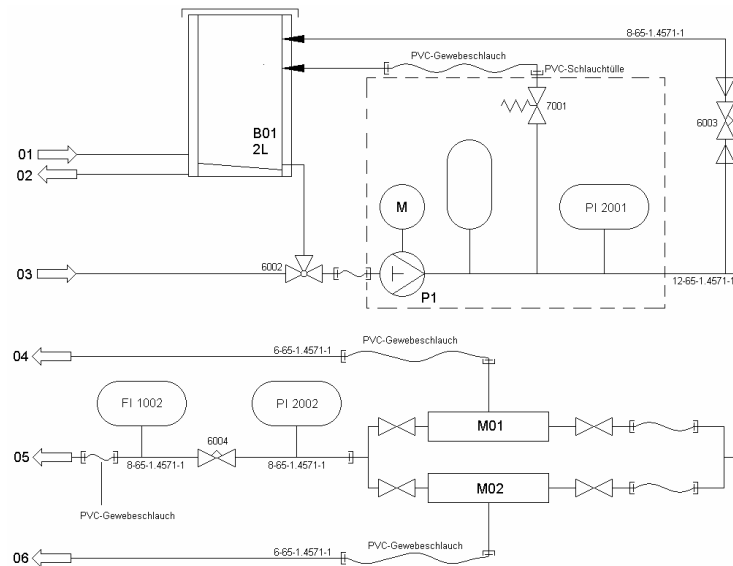 8-65-1.4571-1
PVC-Gewebeschlauch
PVC-Schlauchtülle
7001
6003
B01
2L
01
02
M
PI 2001
6002
03
P1
12-65-1.4571-1
PVC-Gewebeschlauch
04
6-65-1.4571-1
FI 1002
PI 2002
M01
6004
05
8-65-1.4571-1
8-65-1.4571-1
M02
PVC-Gewebeschlauch
PVC-Gewebeschlauch
06
6-65-1.4571-1